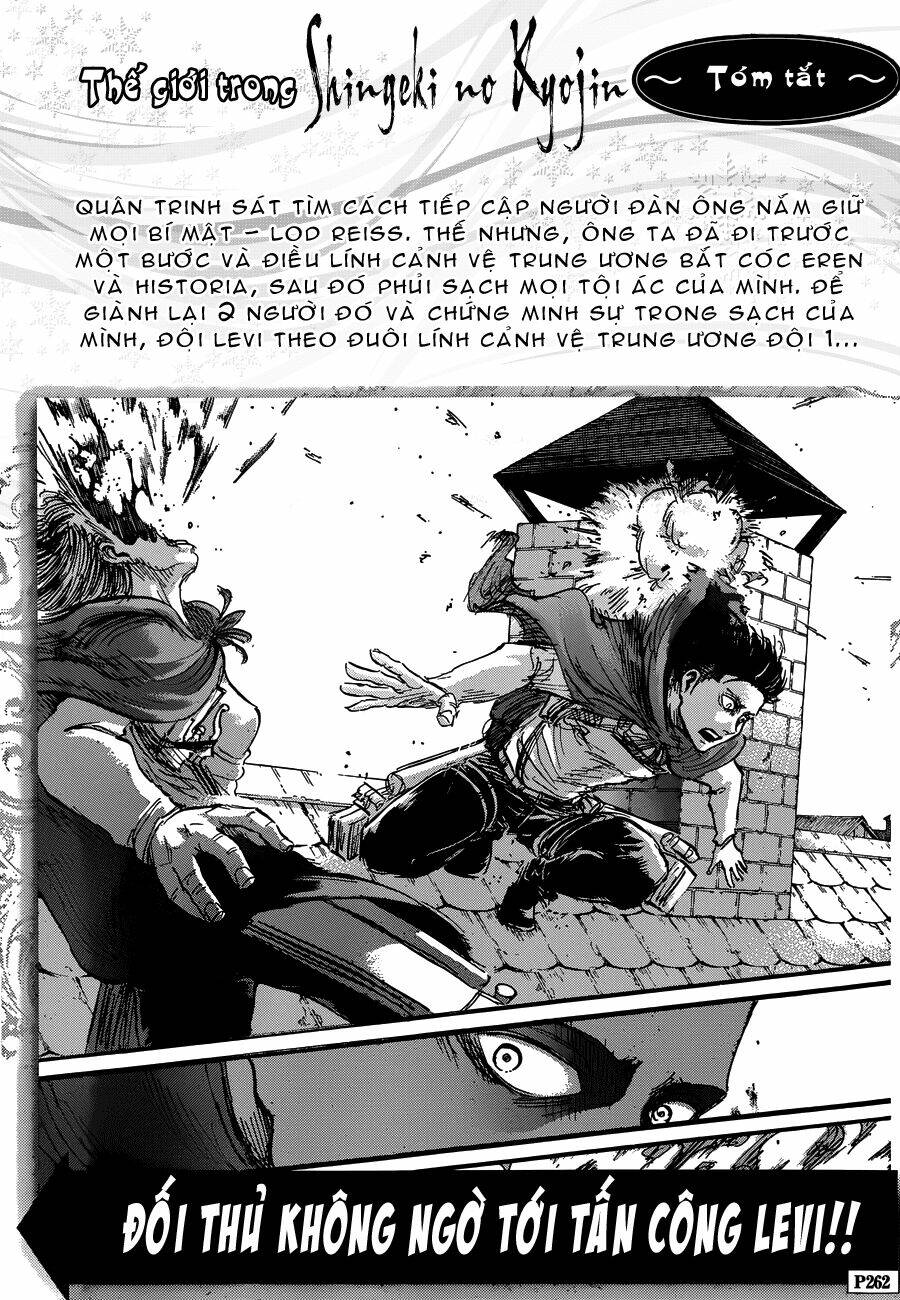 Thế giới trong Shingeki no Kyojin ~ Tóm tắt ~
QUÂN TRINH SÁT TÌM CÁCH TIẾP CẬP NGƯỜI ĐÀN ÔNG NẮM GIỮ
MỌI BÍ MẬT – LOD REISS. THẾ NHƯNG, ÔNG TA ĐÃ ĐI TRƯỚC
MỘT BƯỚC VÀ ĐIỀU LÍNH CẢNH VỆ TRUNG ƯƠNG BẮT CÓC EREN
VÀ HISTORIA, SAU ĐÓ PHỦI SẠCH MỌI TỘI ÁC CỦA MÌNH. ĐỂ
GIÀNH LẠI 2 NGƯỜI ĐÓ VÀ CHỨNG MINH SỰ TRONG SẠCH CỦA
MÌNH, ĐỘI LEVI THEO ĐUÔI LÍNH CẢNH VỆ TRUNG ƯƠNG ĐỘI 1...
ĐỐI THỦ KHÔNG NGỜ TỚI TẤN CÔNG LEVI!!
P262